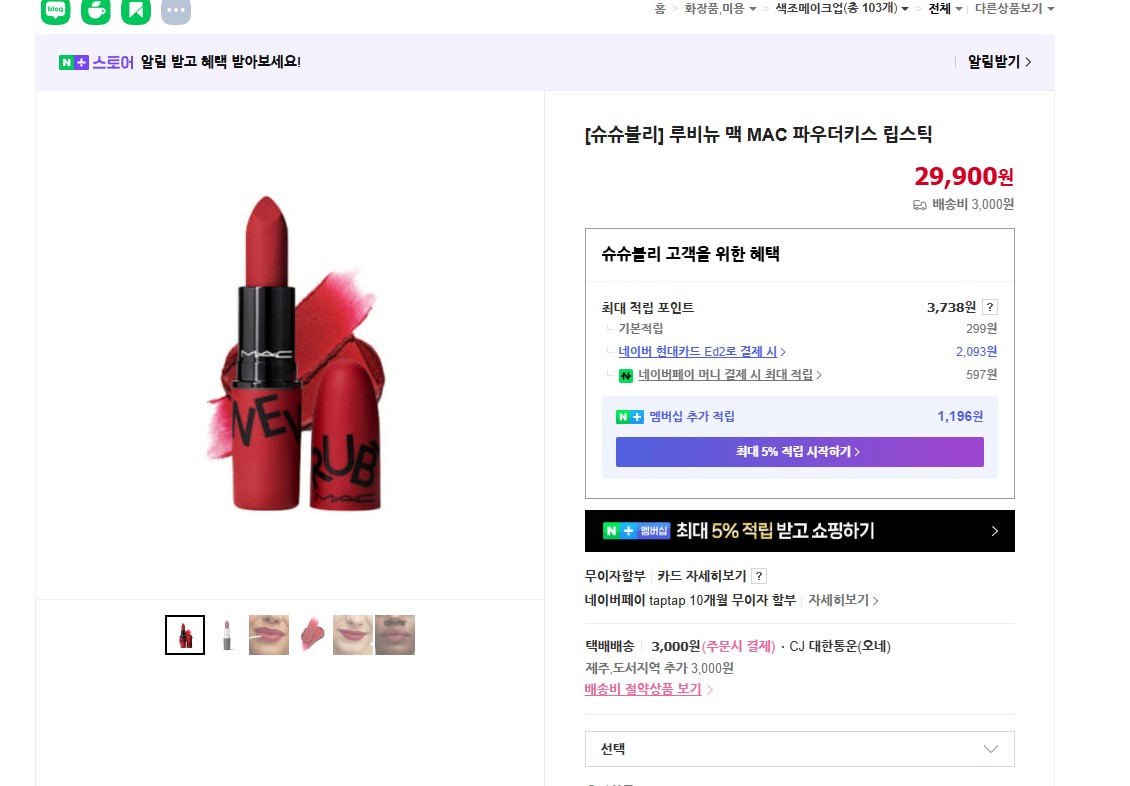 blog
홈 > 화장품,미용 > 색조메이크업(총 103개) > 전체 | 다른상품보기
N+ 스토어 알림 받고 혜택 받아보세요!
알림받기 >
[슈슈블리] 루비뉴 맥 MAC 파우더키스 립스틱
29,900원
배송비 3,000원
슈슈블리 고객을 위한 혜택
최대 적립 포인트 3,738원 ?
기본적립 299원
네이버 현대카드 Ed2로 결제 시 > 2,093원
네이버페이 머니 결제 시 최대 적립 > 597원
N+ 멤버십 추가 적립 1,196원
최대 5% 적립 시작하기 >
N+ 멤버십 최대 5% 적립 받고 쇼핑하기 >
무이자할부 | 카드 자세히보기 ?
네이버페이 taptap 10개월 무이자 할부 | 자세히보기 >
택배배송 | 3,000원(주문시 결제) · CJ 대한통운(오네)
제주,도서지역 추가 3,000원
배송비 절약상품 보기 >
선택
MAC
NEW
RUBY
MAC